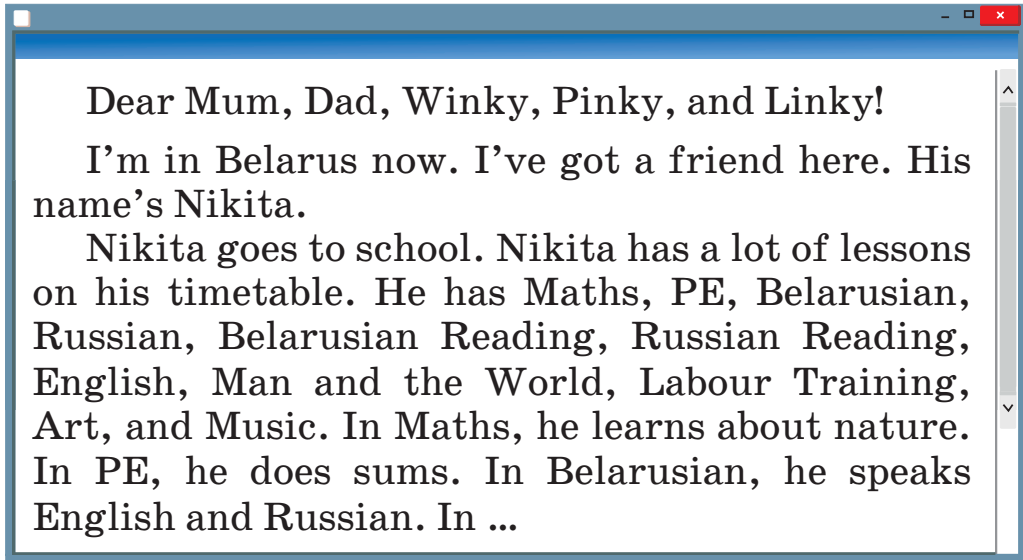 Dear Mum, Dad, Winky, Pinky, and Linky!
I’m in Belarus now. I’ve got a friend here. His
name’s Nikita.
Nikita goes to school. Nikita has a lot of lessons
on his timetable. He has Maths, PE, Belarusian,
Russian, Belarusian Reading, Russian Reading,
English, Man and the World, Labour Training,
Art, and Music. In Maths, he learns about nature.
In PE, he does sums. In Belarusian, he speaks
English and Russian. In ...